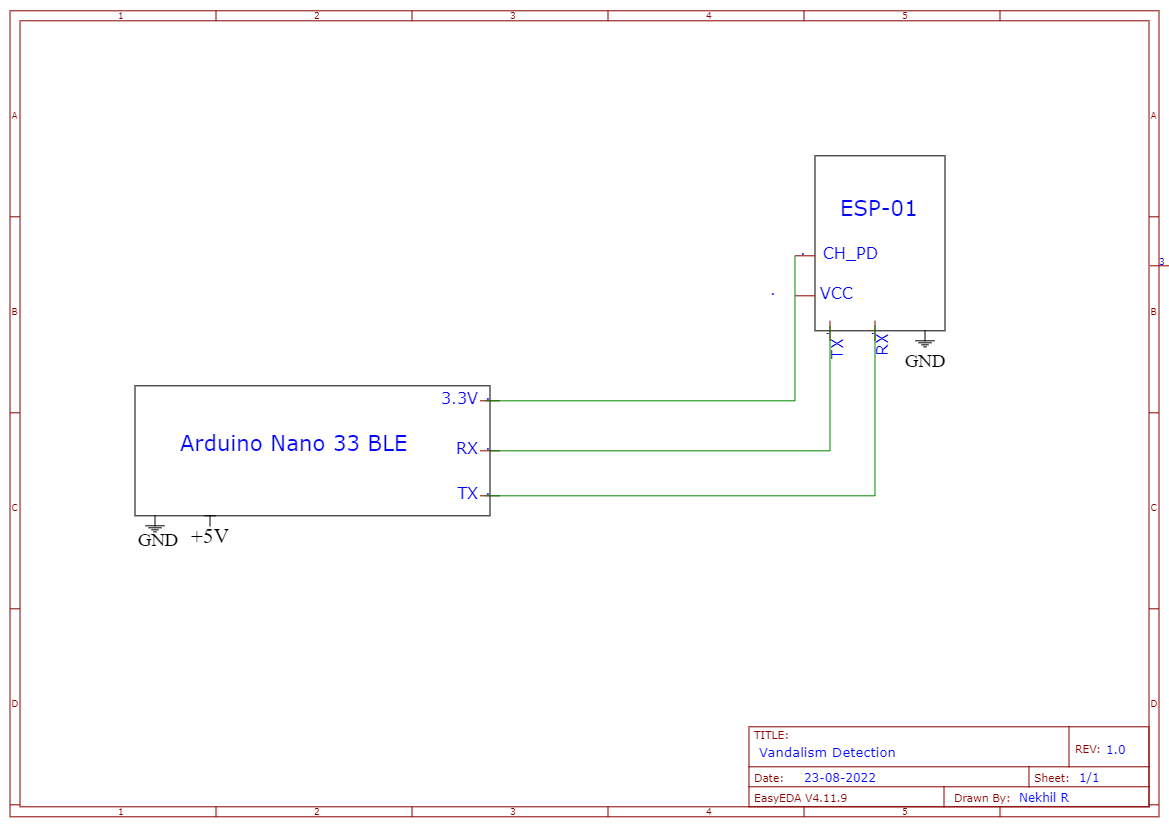 1 2 3 4 5
A A
ESP-01
CH_PD
3
VCC
B B
TX RX
GND
3.3V
Arduino Nano 33 BLE
RX
TX
C C
GND +5V
D D
TITLE:
Vandalism Detection
REV: 1.0
Date: 23-08-2022
Sheet: 1/1
EasyEDA V4.11.9
Drawn By: Nekhil R
1 2 3 4 5